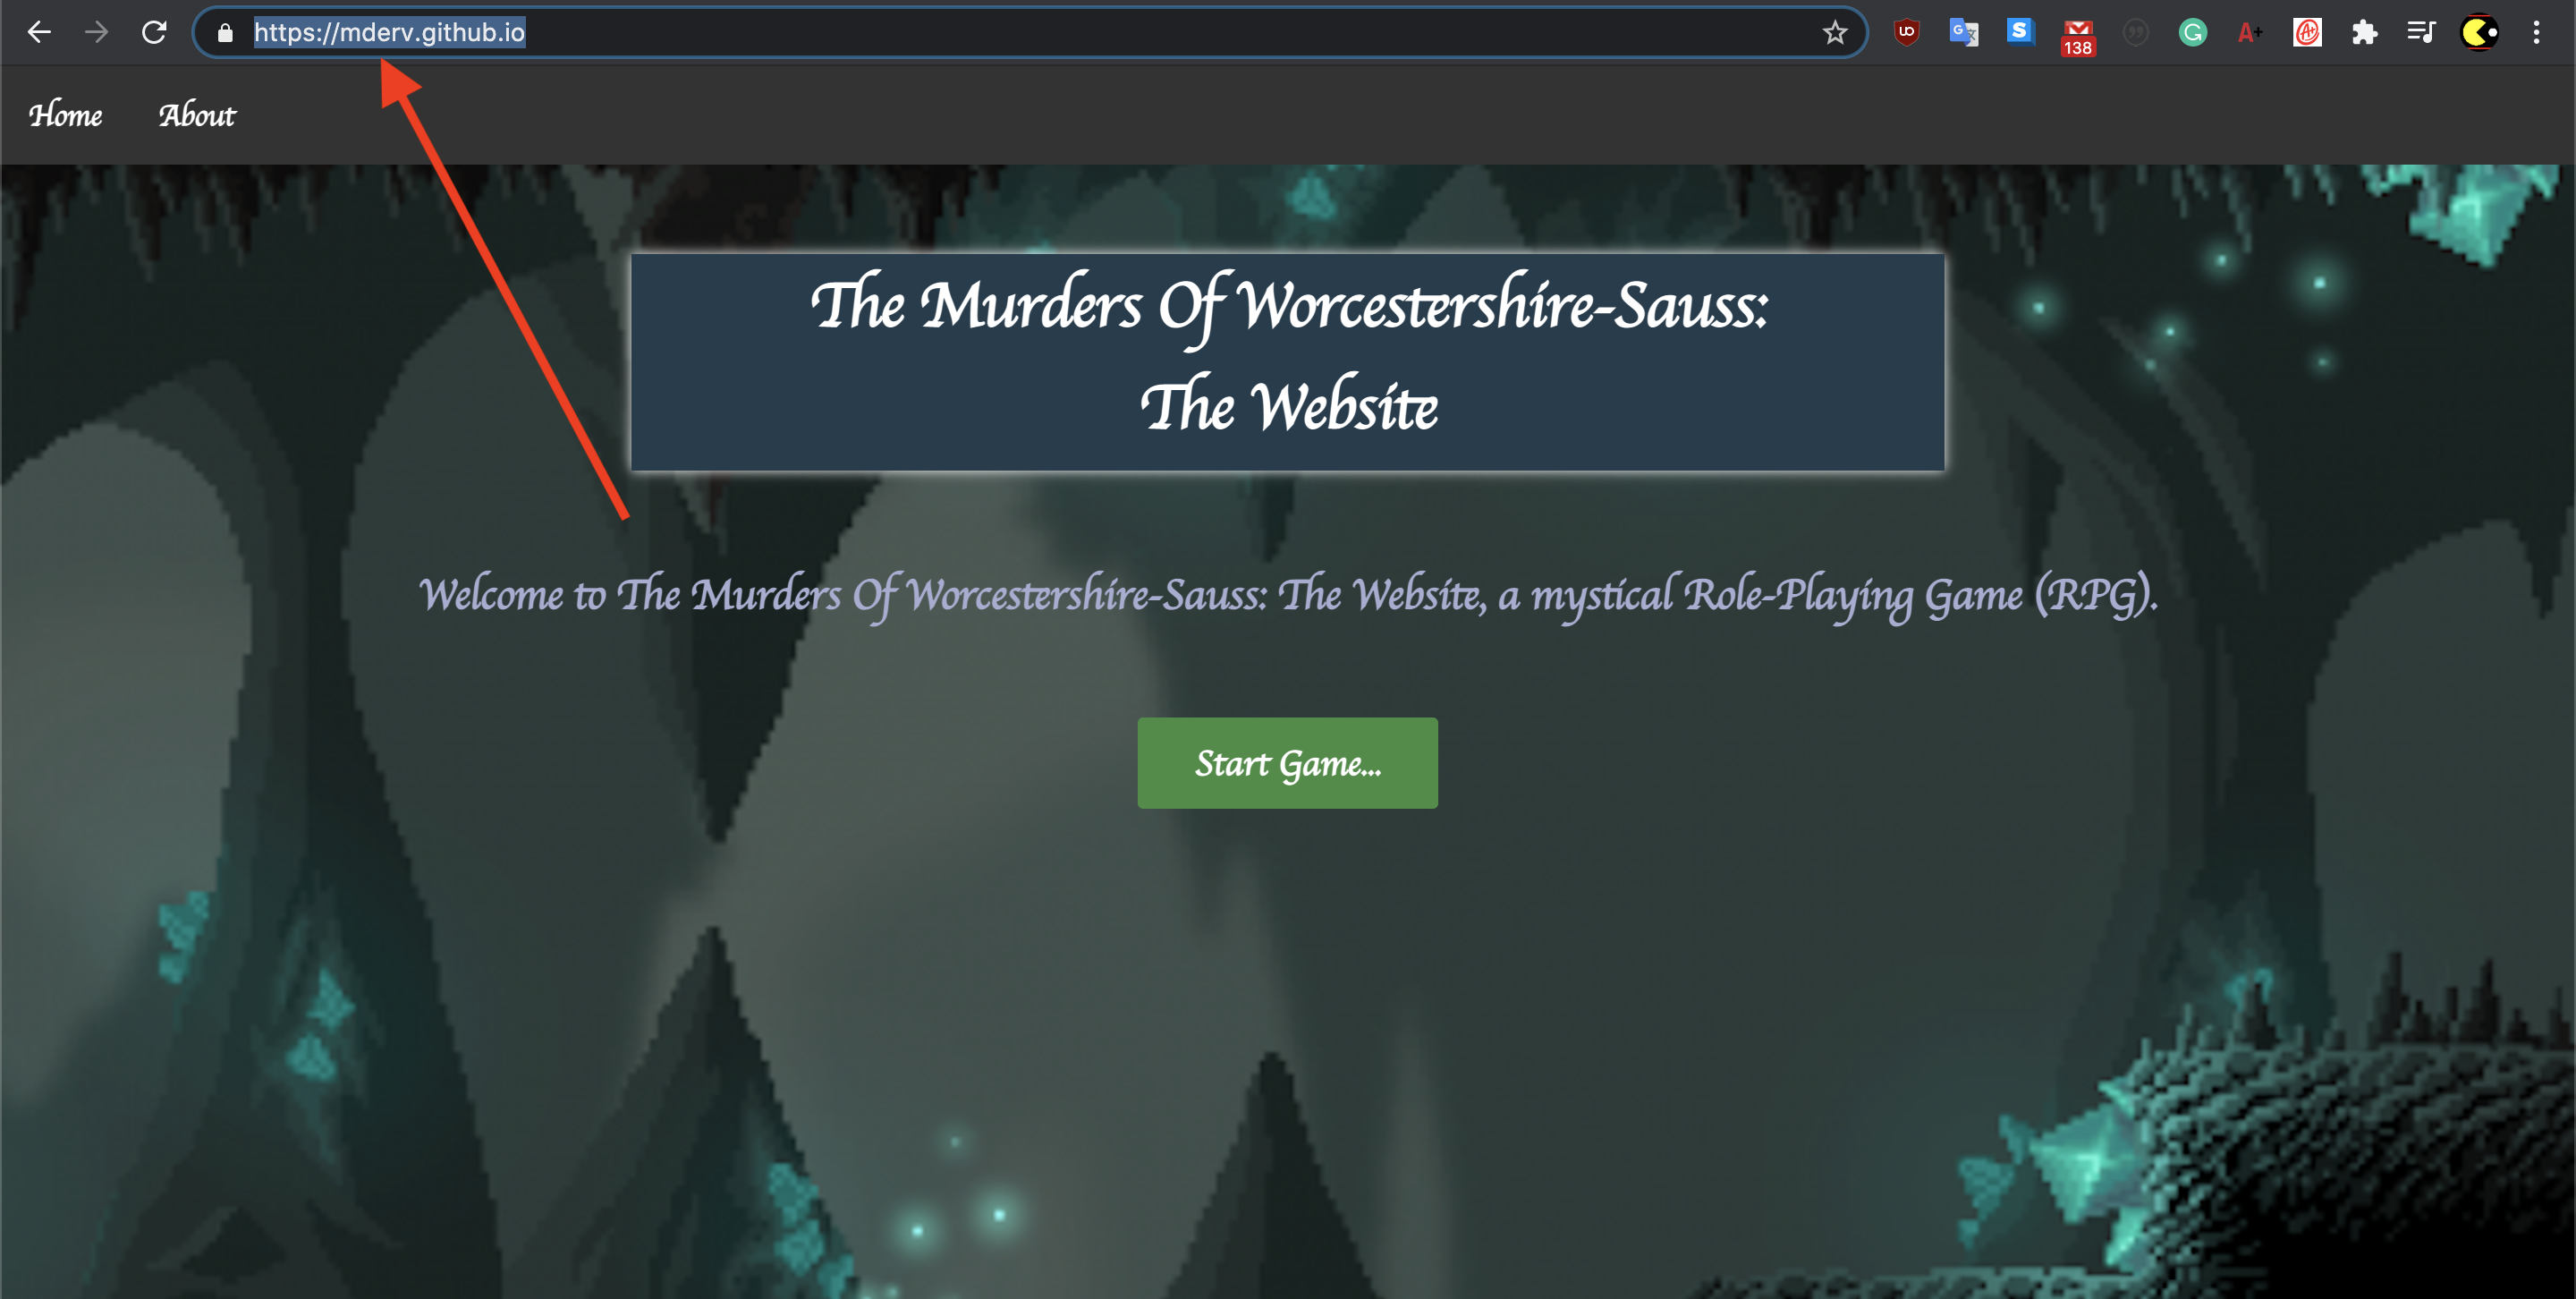 https://mderv.github.io
138
A+
Home About
The Murders Of Worcestershire-Sauss:
The Website
Welcome to The Murders Of Worcestershire-Sauss: The Website, a mystical Role-Playing Game (RPG).
Start Game...